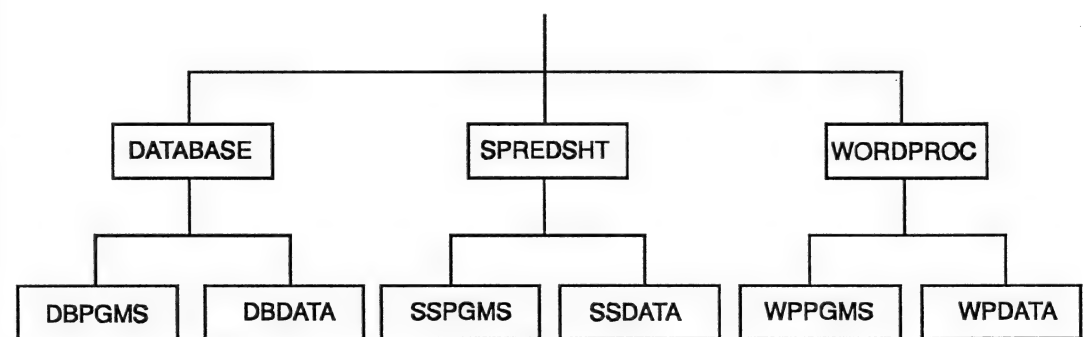 DATABASE SPREDSHT WORDPROC
DBPGMS DBDATA SSPGMS SSDATA WPPGMS WPDATA